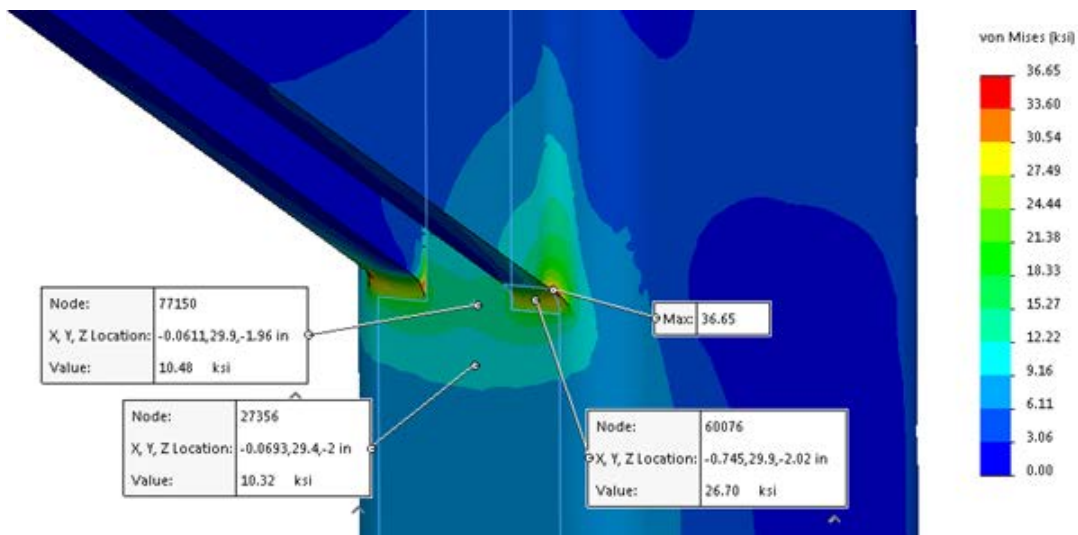 von Mises (ksi)
36.65
33.60
30.54
27.49
24.44
21.38
18.33
15.27
12.22
9.16
6.11
3.06
0.00
Node: 77150
X, Y, Z Location: -0.0611,29.9,-1.96 in
Value: 10.48 ksi
Max: 36.65
Node: 27356
X, Y, Z Location: -0.0693,29.4,-2 in
Value: 10.32 ksi
Node: 60076
X, Y, Z Location: -0.745,29.9,-2.02 in
Value: 26.70 ksi